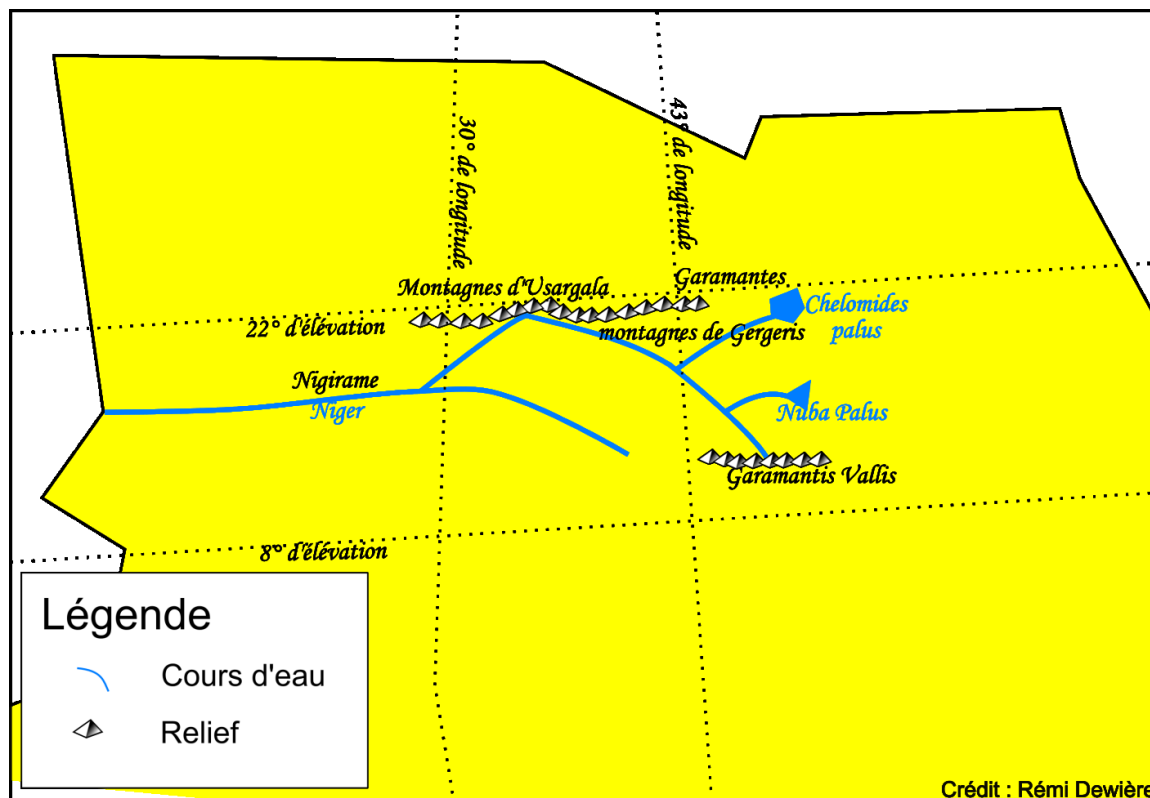 30° de longitude
43° de longitude
Montagnes d'Usargala
Garamantes
22° d'élévation
montagnes de Gergeris
Chelomides
palus
Nigirame
Niger
Nuba Palus
Garamantis Vallis
8° d'élévation
Légende
Cours d'eau
Relief
Crédit : Rémi Dewière